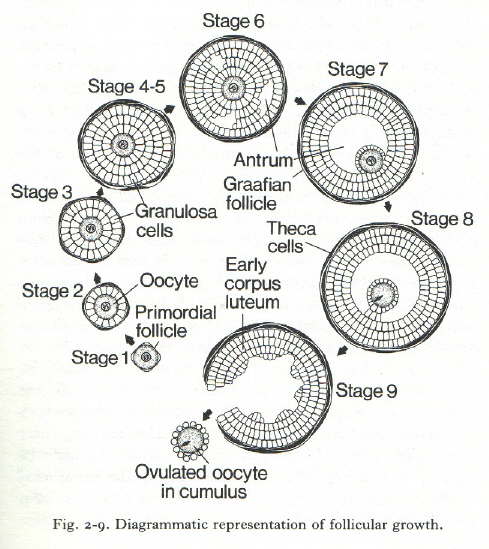 Stage 6
Stage 7
Stage 4-5
Antrum
Graafian
follicle
Stage 3
Granulosa
cells
Theca
cells
Stage 8
Early
corpus
luteum
Stage 2
Oocyte
Primordial
follicle
Stage 1
Stage 9
Ovulated oocyte
in cumulus
Fig. 2-9. Diagrammatic representation of follicular growth.